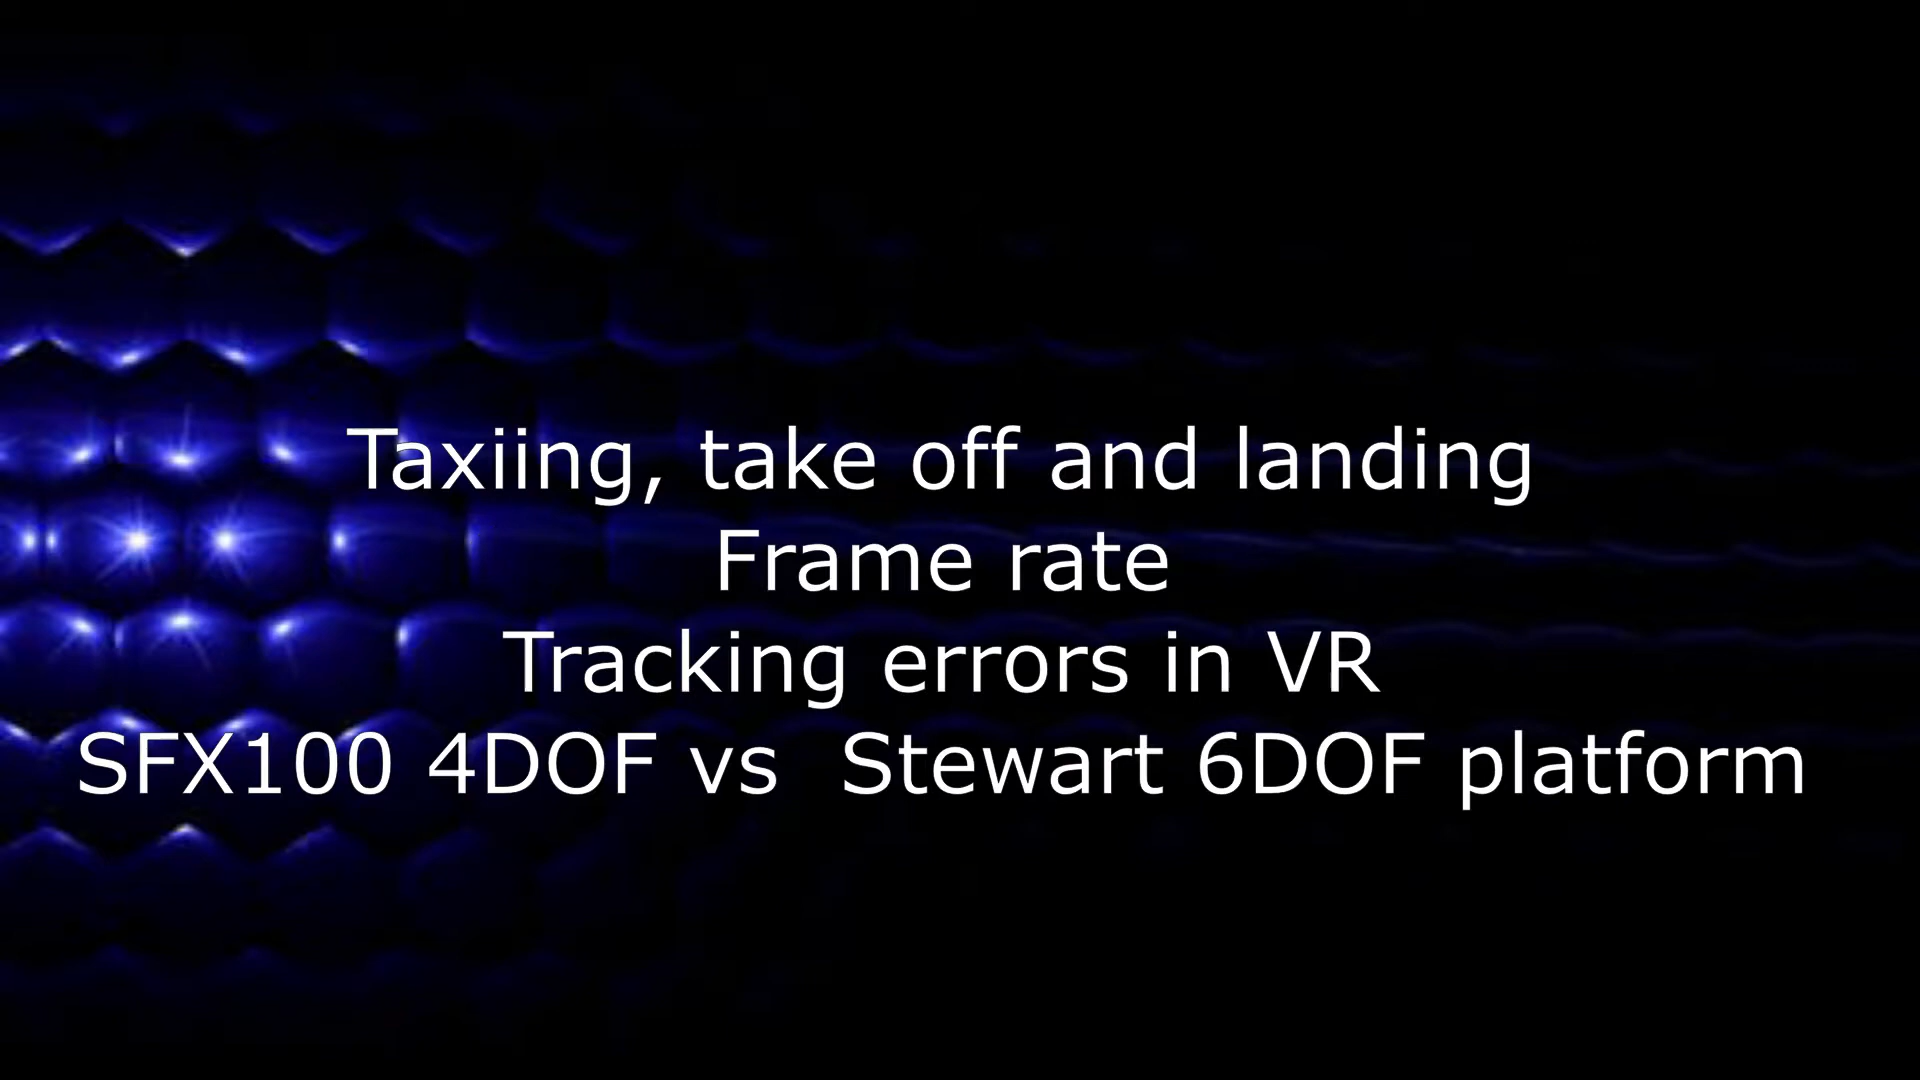 Taxiing, take off and landing
Frame rate
Tracking errors in VR
SFX100 4DOF vs  Stewart 6DOF platform